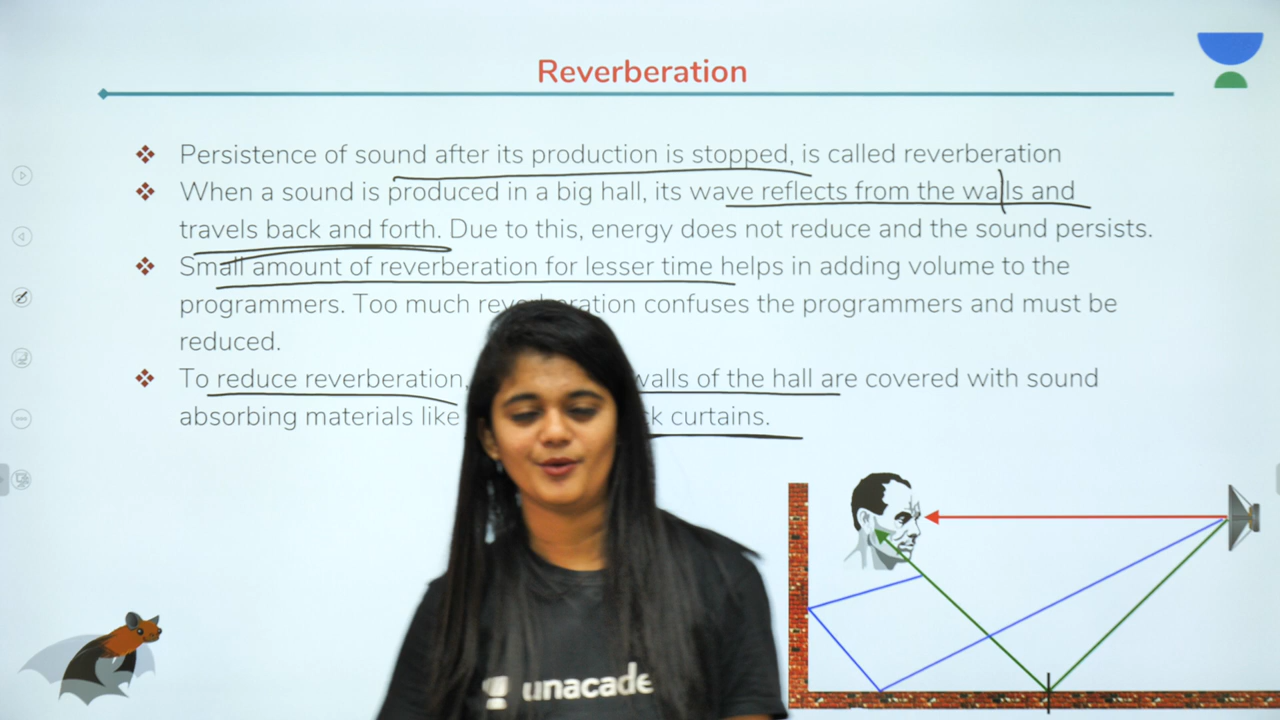 Reverberation
Persistence of sound after its production is stopped, is called reverberation
When a sound is produced in a big hall, its wave reflects from the walls and
travels back and forth. Due to this, energy does not reduce and the sound persists.
Small amount of reverberation for lesser time helps in adding volume to the
programmers. Too much reverberation confuses the programmers and must be
reduced.
To reduce reverberation, walls of the hall are covered with sound
absorbing materials like curtains.
unacade